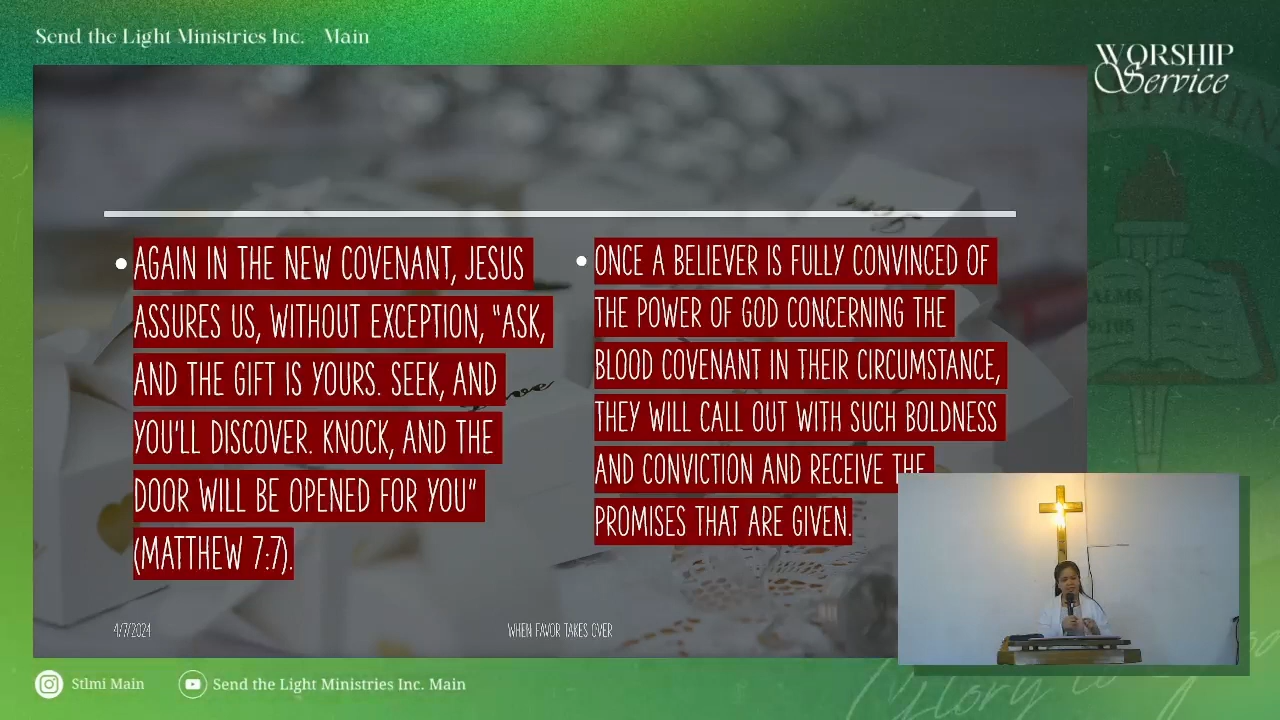 Send the Light Ministries Inc. Main
WORSHIP
Service
AGAIN IN THE NEW COVENANT, JESUS
ASSURES US, WITHOUT EXCEPTION, "ASK,
AND THE GIFT IS YOURS. SEEK, AND
YOU'LL DISCOVER. KNOCK, AND THE
DOOR WILL BE OPENED FOR YOU"
(MATTHEW 7:7).
ONCE A BELIEVER IS FULLY CONVINCED OF
THE POWER OF GOD CONCERNING THE
BLOOD COVENANT IN THEIR CIRCUMSTANCE,
THEY WILL CALL OUT WITH SUCH BOLDNESS
AND CONVICTION AND RECEIVE THE
PROMISES THAT ARE GIVEN.
4/7/2024
WHEN FAVOR TAKES OVER
Stlmi Main
Send the Light Ministries Inc. Main